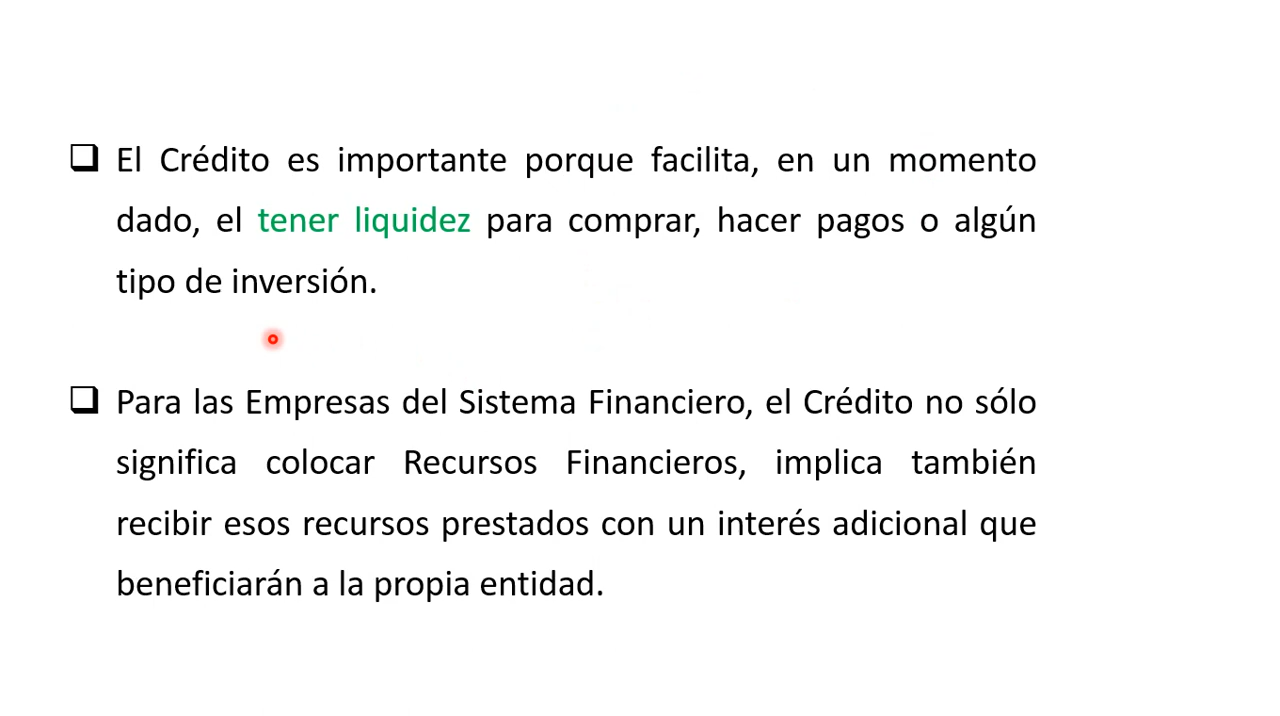 ❑ El Crédito es importante porque facilita, en un momento
dado, el tener liquidez para comprar, hacer pagos o algún
tipo de inversión.
❑ Para las Empresas del Sistema Financiero, el Crédito no sólo
significa colocar Recursos Financieros, implica también
recibir esos recursos prestados con un interés adicional que
beneficiarán a la propia entidad.